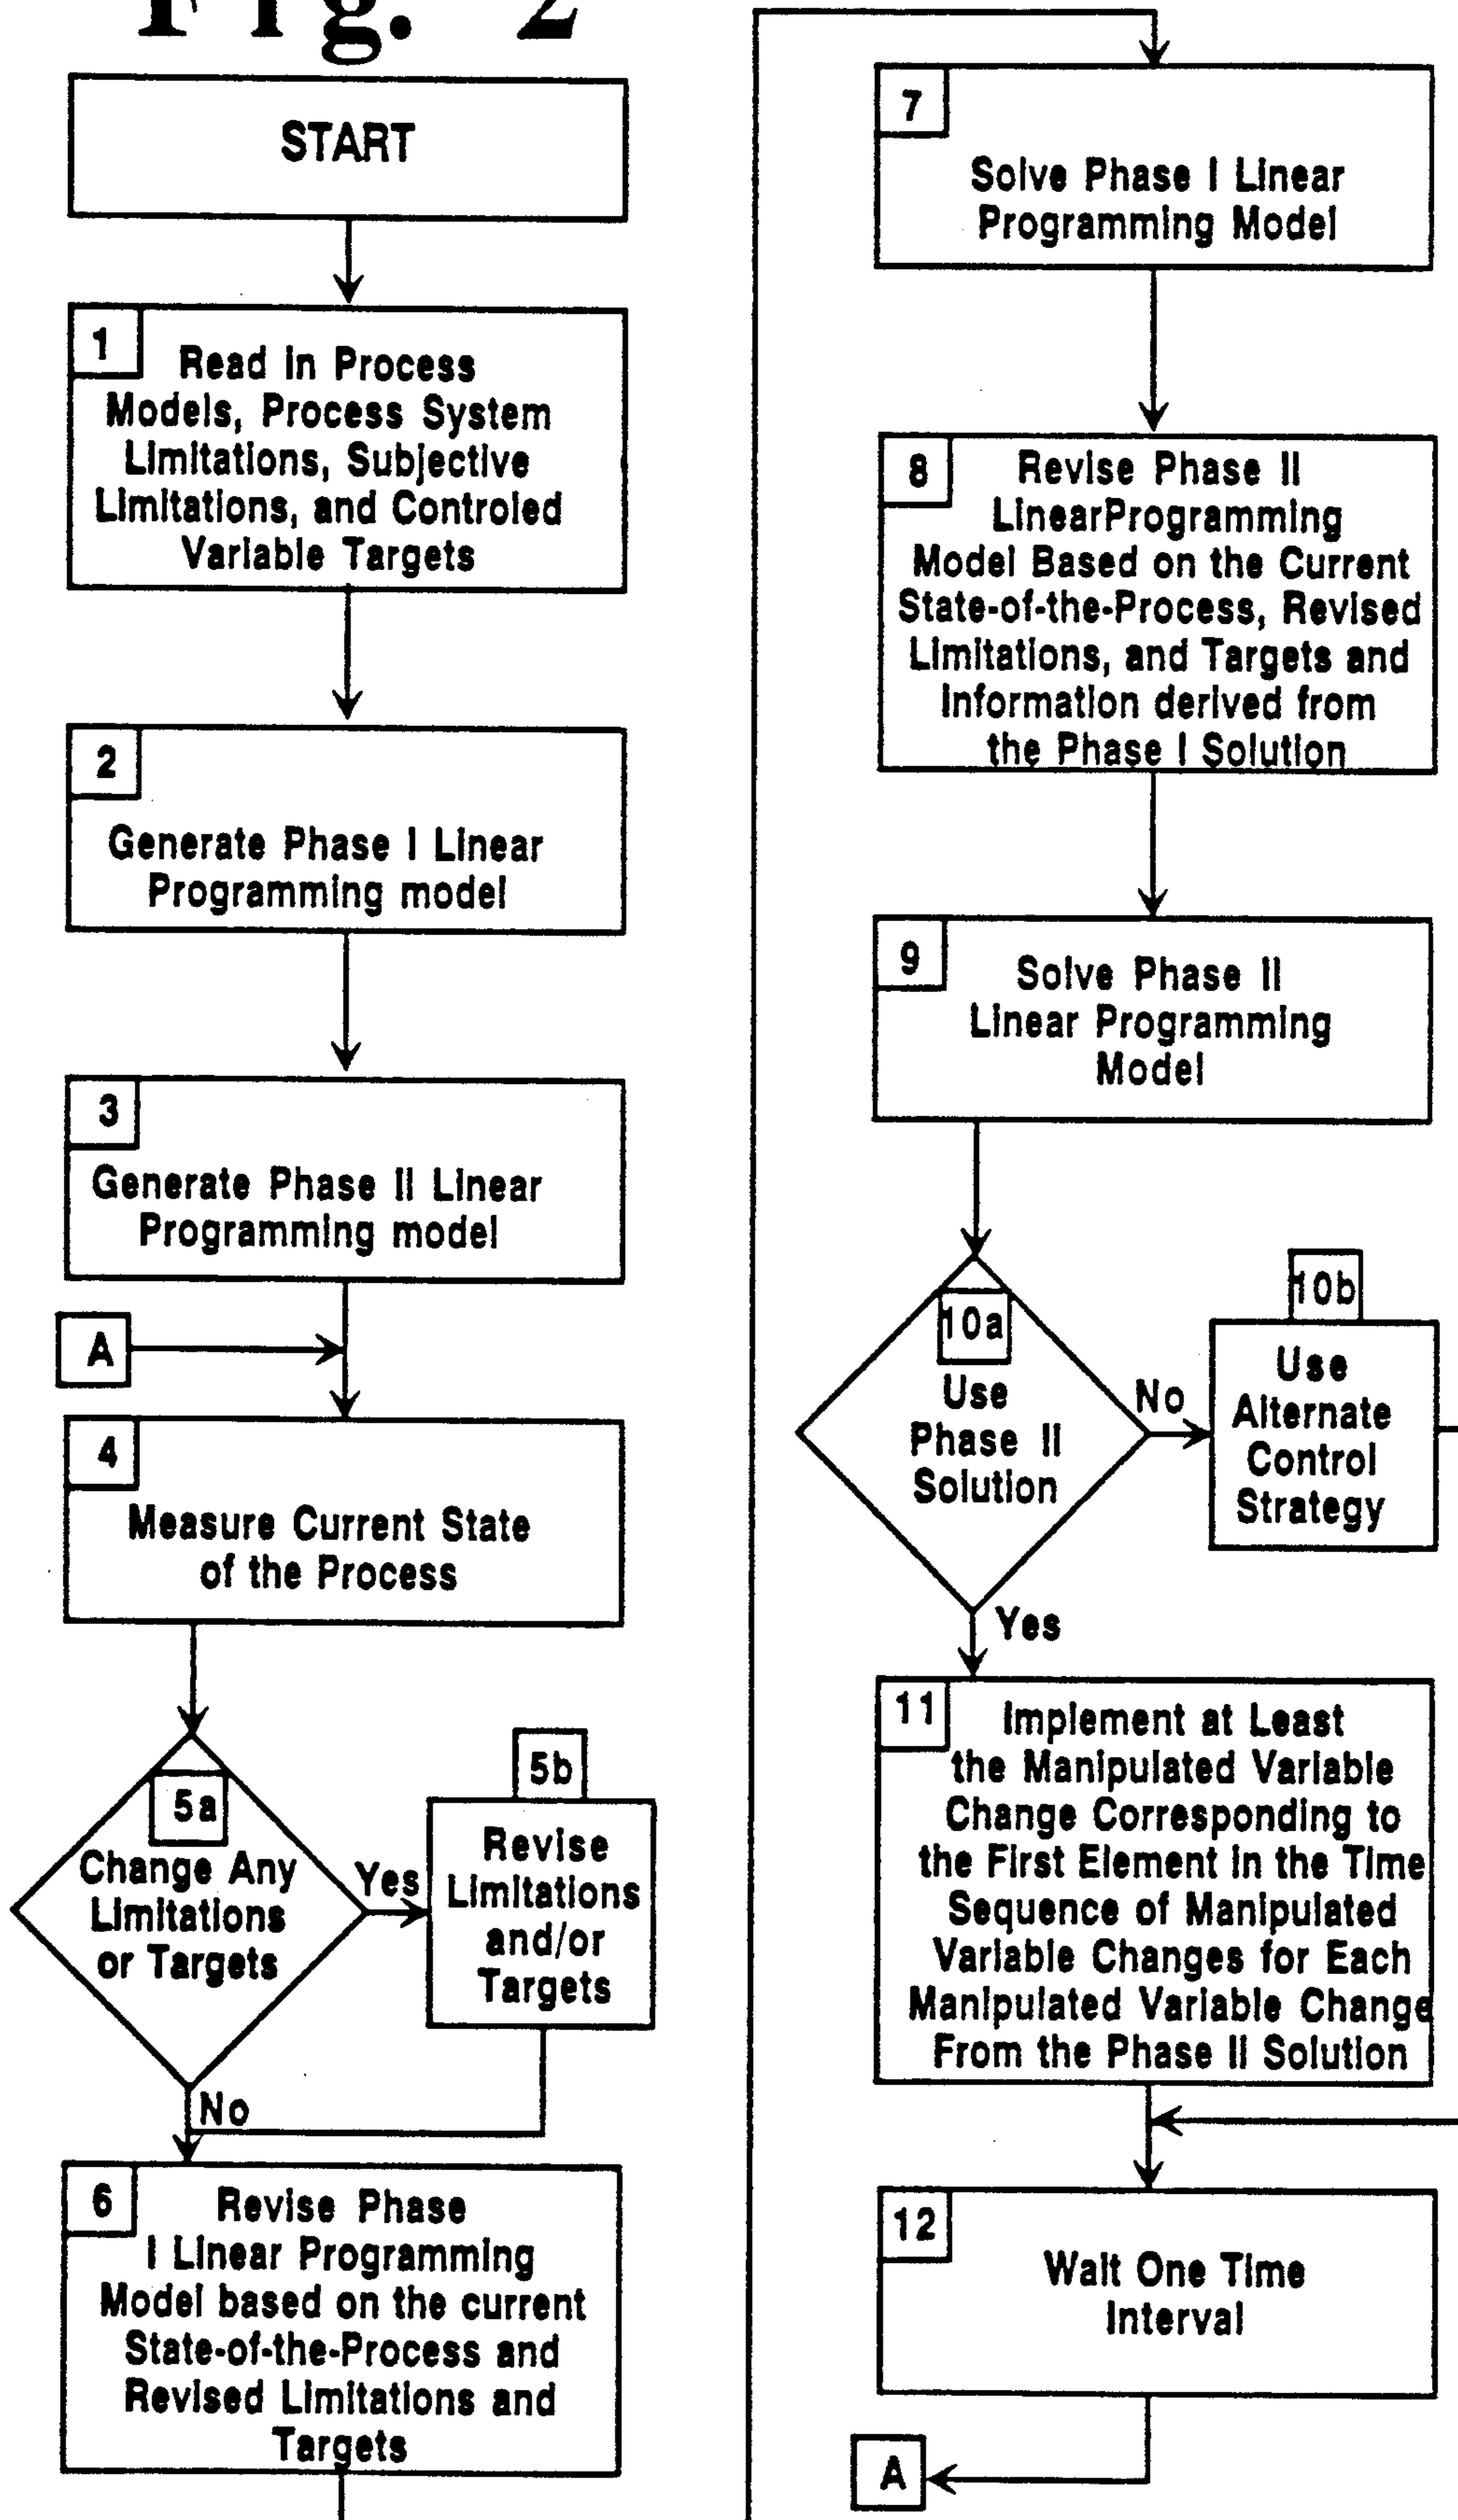 Fig. 2
START
1
Read in Process
Models, Process System
Limitations, Subjective
Limitations, and Controled
Variable Targets
2
Generate Phase I Linear
Programming model
3
Generate Phase II Linear
Programming model
A
4
Measure Current State
of the Process
5a
Change Any
Limitations
or Targets
Yes
5b
Revise
Limitations
and/or
Targets
No
6
Revise Phase
I Linear Programming
Model based on the current
State-of-the-Process and
Revised Limitations and
Targets
7
Solve Phase I Linear
Programming Model
8
Revise Phase II
LinearProgramming
Model Based on the Current
State-of-the-Process, Revised
Limitations, and Targets and
Information derived from
the Phase I Solution
9
Solve Phase II
Linear Programming
Model
10a
Use
Phase II
Solution
No
10b
Use
Alternate
Control
Strategy
Yes
11
Implement at Least
the Manipulated Variable
Change Corresponding to
the First Element in the Time
Sequence of Manipulated
Variable Changes for Each
Manipulated Variable Change
From the Phase II Solution
12
Wait One Time
Interval
A